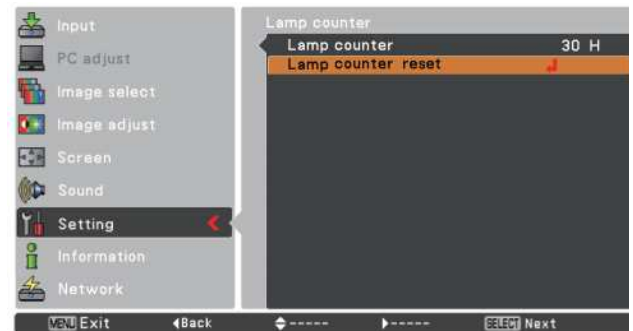 Input
PC adjust
Image select
Image adjust
Screen
Sound
Setting
Information
Network
Lamp counter
Lamp counter 30 H
Lamp counter reset
MENU Exit ◀Back ◆----- ▶----- SELECT Next